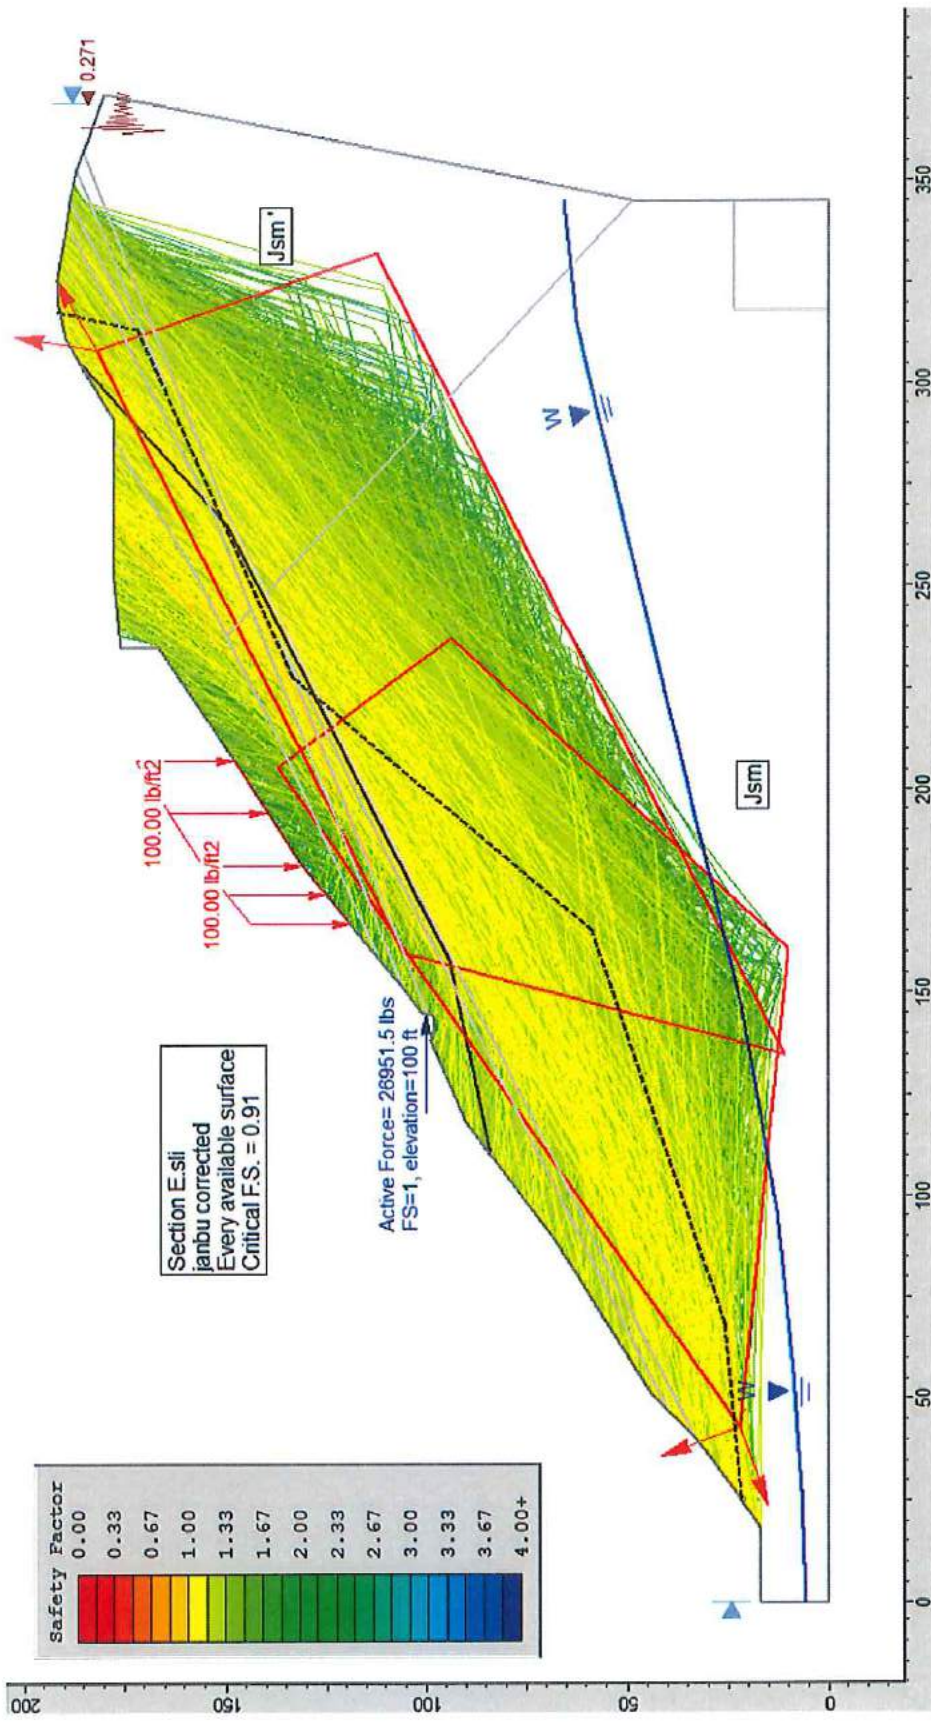 Safety Factor
0.00
0.33
0.67
1.00
1.33
1.67
2.00
2.33
2.67
3.00
3.33
3.67
4.00+
Section E.sli
janbu corrected
Every available surface
Critical F.S. = 0.91
Active Force= 26951.5 lbs
FS=1, elevation=100 ft
100.00 lb/ft2
100.00 lb/ft2
0.271
Jsm'
Jsm
W
W
200
150
100
50
0
0
50
100
150
200
250
300
350